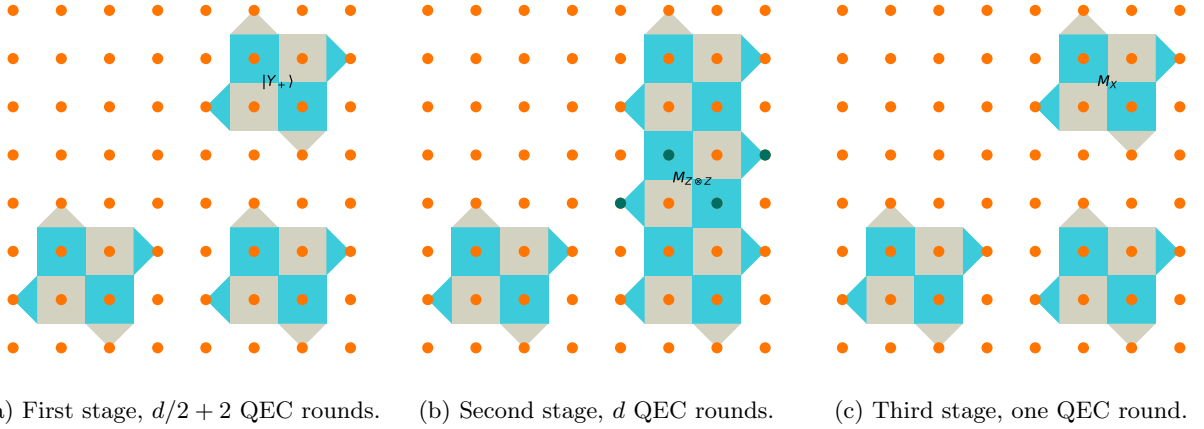 |Y₊⟩
M_{Z⊗Z}
M_X
) First stage, d/2 + 2 QEC rounds.
(b) Second stage, d QEC rounds.
(c) Third stage, one QEC round.